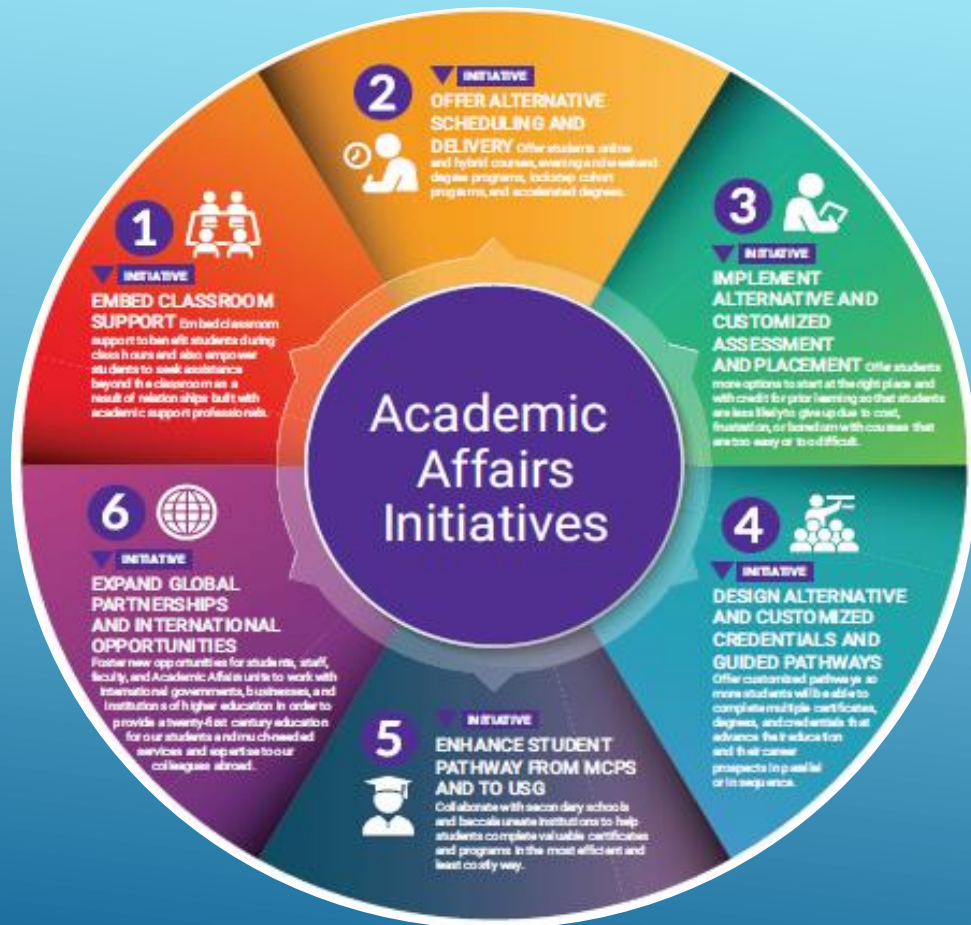 Academic
Affairs
Initiatives
1
INITIATIVE
EMBED CLASSROOM
SUPPORT Embed classroom
support to benefit students during
class hours and also empower
students to seek assistance
beyond the classroom as a
result of relationships built with
academic support professionals.
2
INITIATIVE
OFFER ALTERNATIVE
SCHEDULING AND
DELIVERY Offer students online
and hybrid courses, evening and weekend
degree programs, lockstep cohort
programs, and accelerated degrees.
3
INITIATIVE
IMPLEMENT
ALTERNATIVE AND
CUSTOMIZED
ASSESSMENT
AND PLACEMENT Offer students
more options to start at the right place and
with credit for prior learning so that students
are less likely to give up due to cost,
frustration, or boredom with courses that
are too easy or too difficult.
4
INITIATIVE
DESIGN ALTERNATIVE
AND CUSTOMIZED
CREDENTIALS AND
GUIDED PATHWAYS
Offer customized pathways so
more students will be able to
complete multiple certificates,
degrees, and credentials that
advance their education
and their career
prospects in parallel
or in sequence.
5
INITIATIVE
ENHANCE STUDENT
PATHWAY FROM MCPS
AND TO USG
Collaborate with secondary schools
and baccalaureate institutions to help
students complete valuable certificates
and programs in the most efficient and
least costly way.
6
INITIATIVE
EXPAND GLOBAL
PARTNERSHIPS
AND INTERNATIONAL
OPPORTUNITIES
Foster new opportunities for students, staff,
faculty, and Academic Affairs units to work with
international governments, businesses, and
institutions of higher education in order to
provide a twenty-first century education
for our students and much-needed
services and expertise to our
colleagues abroad.